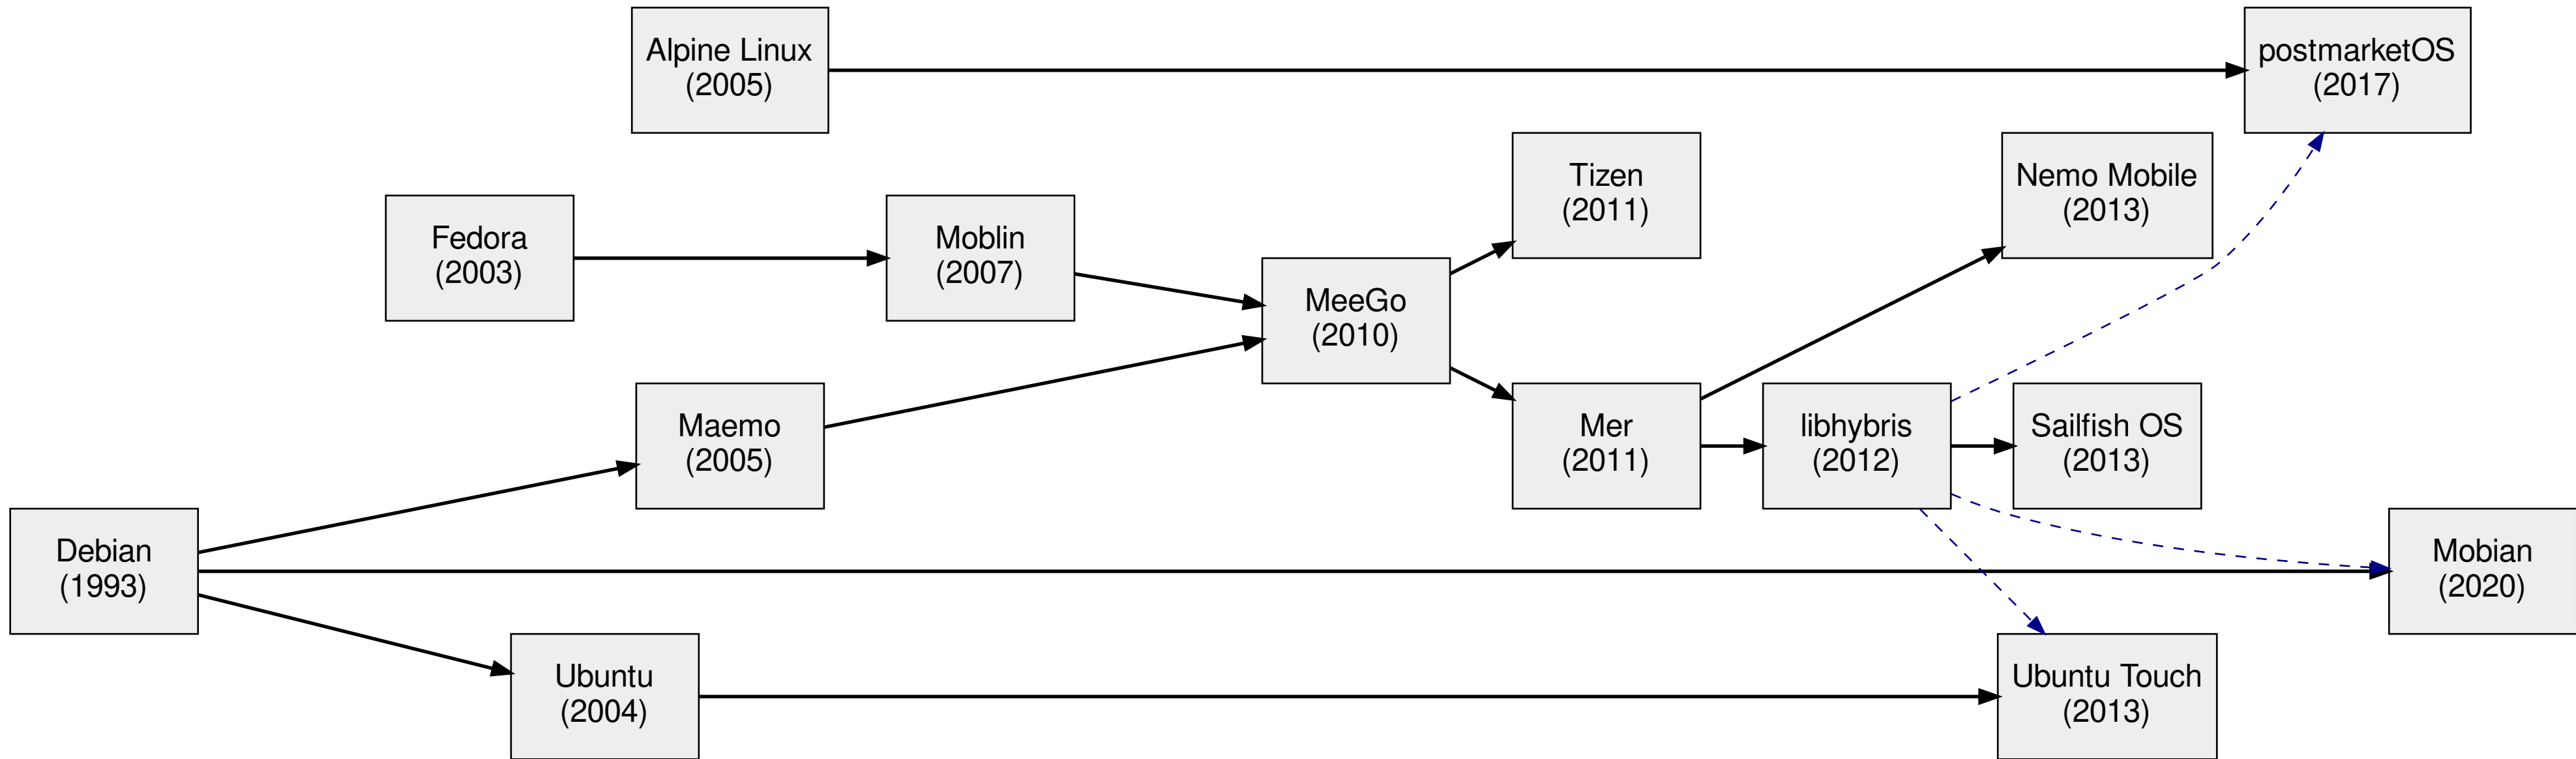 Alpine Linux
(2005)
postmarketOS
(2017)
Tizen
(2011)
Nemo Mobile
(2013)
Fedora
(2003)
Moblin
(2007)
MeeGo
(2010)
Maemo
(2005)
Mer
(2011)
libhybris
(2012)
Sailfish OS
(2013)
Debian
(1993)
Mobian
(2020)
Ubuntu
(2004)
Ubuntu Touch
(2013)